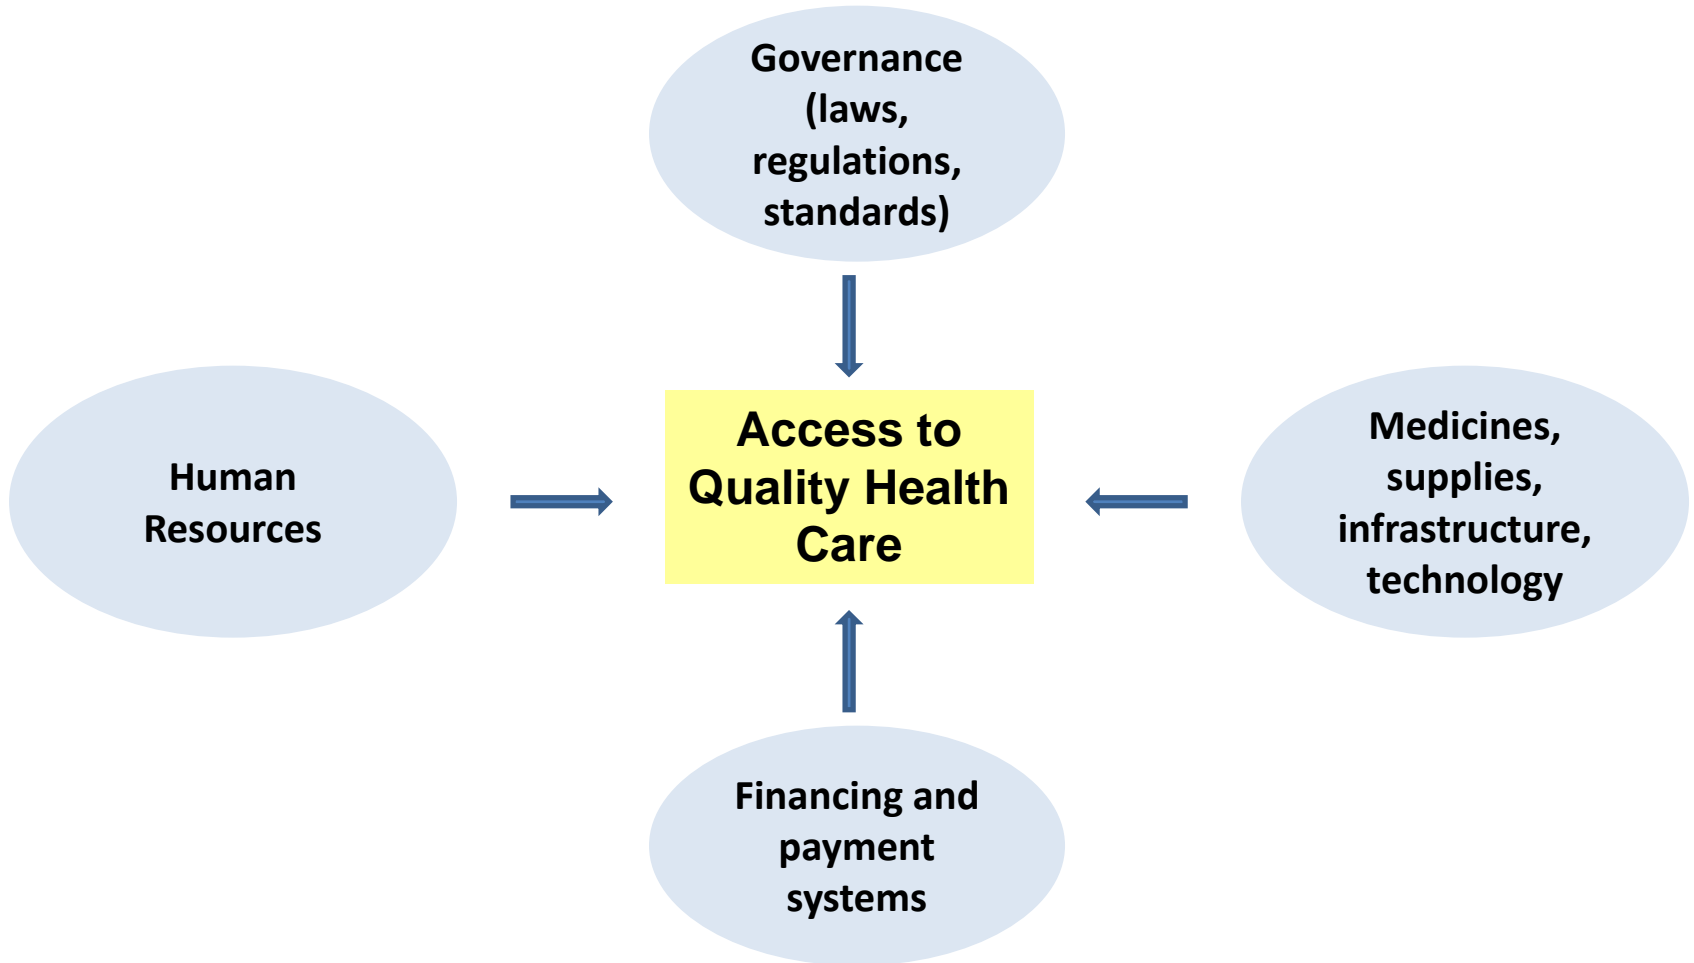 Governance
(laws,
regulations,
standards)
Human
Resources
Access to
Quality Health
Care
Medicines,
supplies,
infrastructure,
technology
Financing and
payment
systems